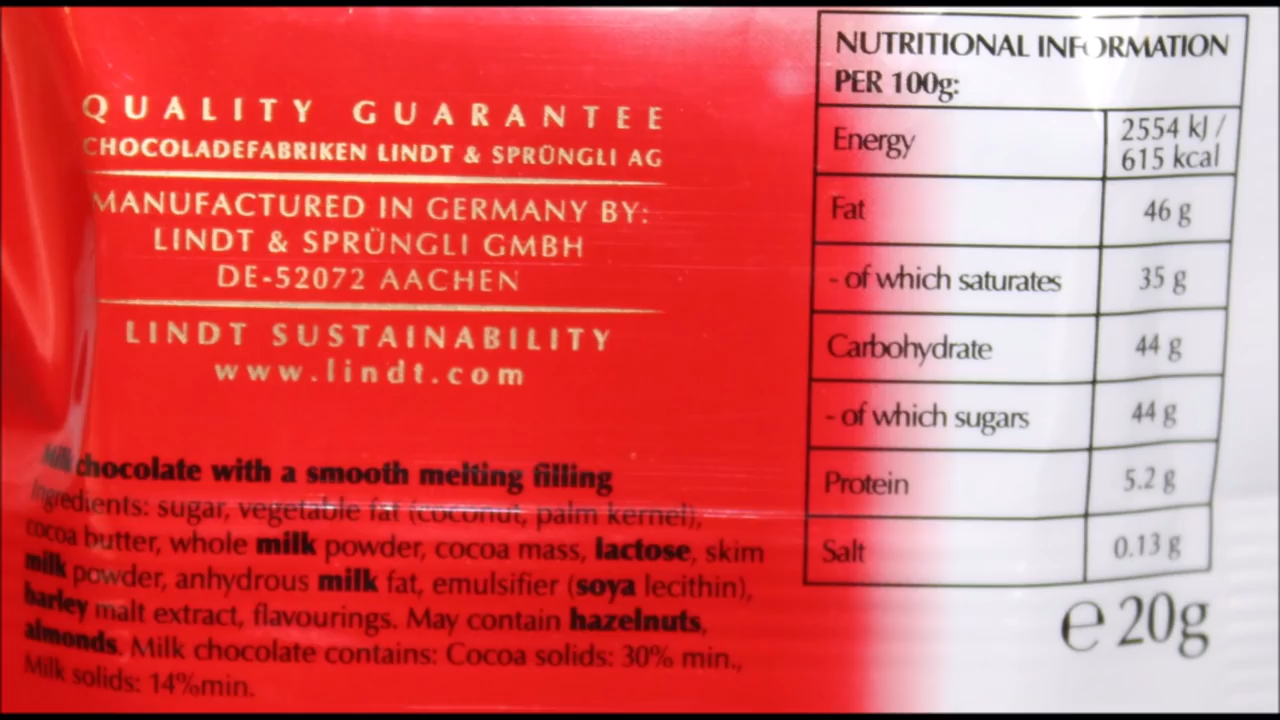 QUALITY GUARANTEE
CHOCOLADEFABRIKEN LINDT & SPRÜNGLI AG
MANUFACTURED IN GERMANY BY:
LINDT & SPRÜNGLI GMBH
DE-52072 AACHEN
LINDT SUSTAINABILITY
www.lindt.com
Milk chocolate with a smooth melting filling
Ingredients: sugar, vegetable fat (coconut, palm kernel),
cocoa butter, whole milk powder, cocoa mass, lactose, skim
milk powder, anhydrous milk fat, emulsifier (soya lecithin),
barley malt extract, flavourings. May contain hazelnuts,
almonds. Milk chocolate contains: Cocoa solids: 30% min.,
Milk solids: 14%min.
NUTRITIONAL INFORMATION
PER 100g:
Energy 2554 kJ /
615 kcal
Fat 46 g
- of which saturates 35 g
Carbohydrate 44 g
- of which sugars 44 g
Protein 5.2 g
Salt 0.13 g
e 20g